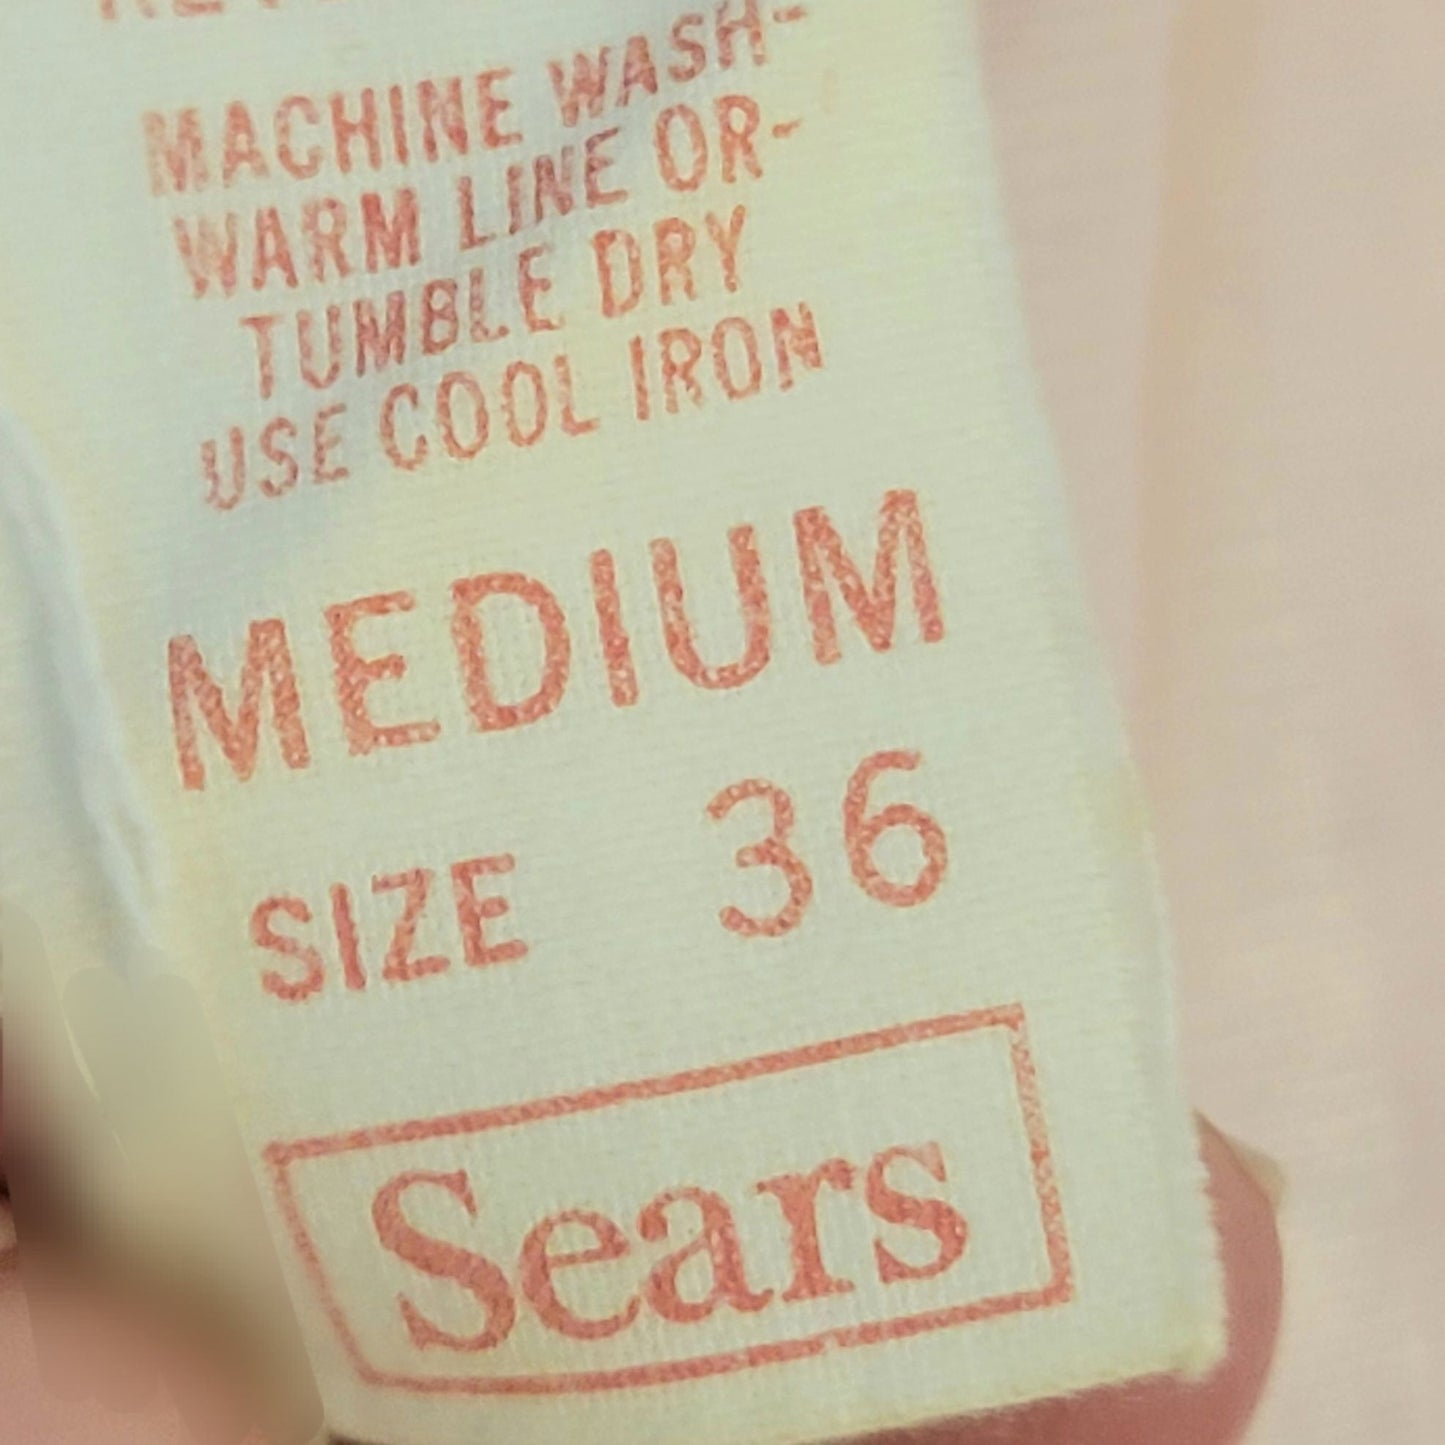 MACHINE WASH-
WARM LINE OR-
TUMBLE DRY
USE COOL IRON
MEDIUM
SIZE 36
Sears